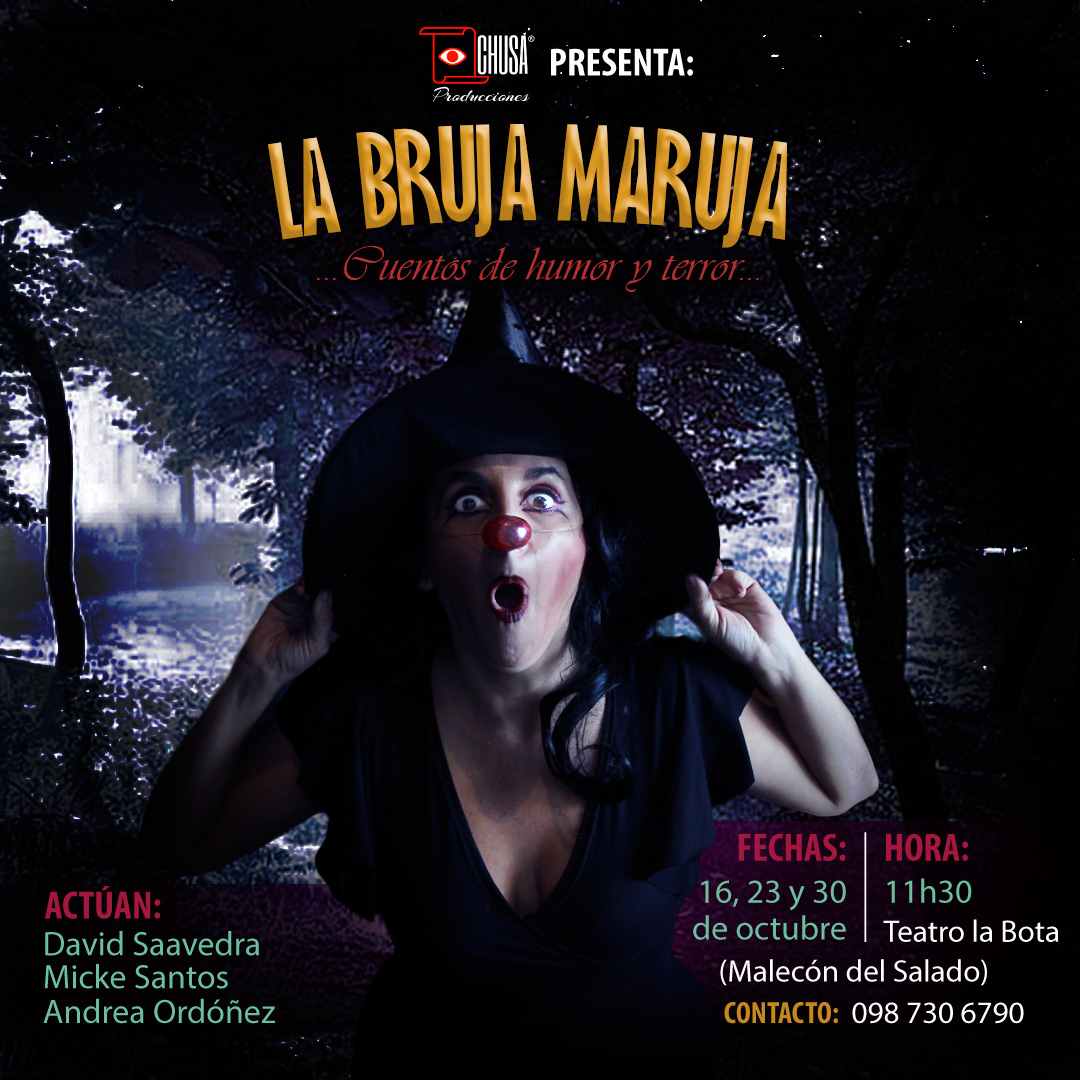 CHUSÁ®
Producciones
PRESENTA:
LA BRUJA MARUJA
...Cuentos de humor y terror...
ACTÚAN:
David Saavedra
Micke Santos
Andrea Ordóñez
FECHAS:
16, 23 y 30
de octubre
HORA:
11h30
Teatro la Bota
(Malecón del Salado)
CONTACTO: 098 730 6790